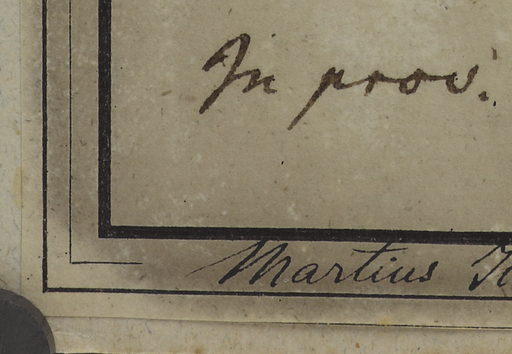 In prov.
Martius